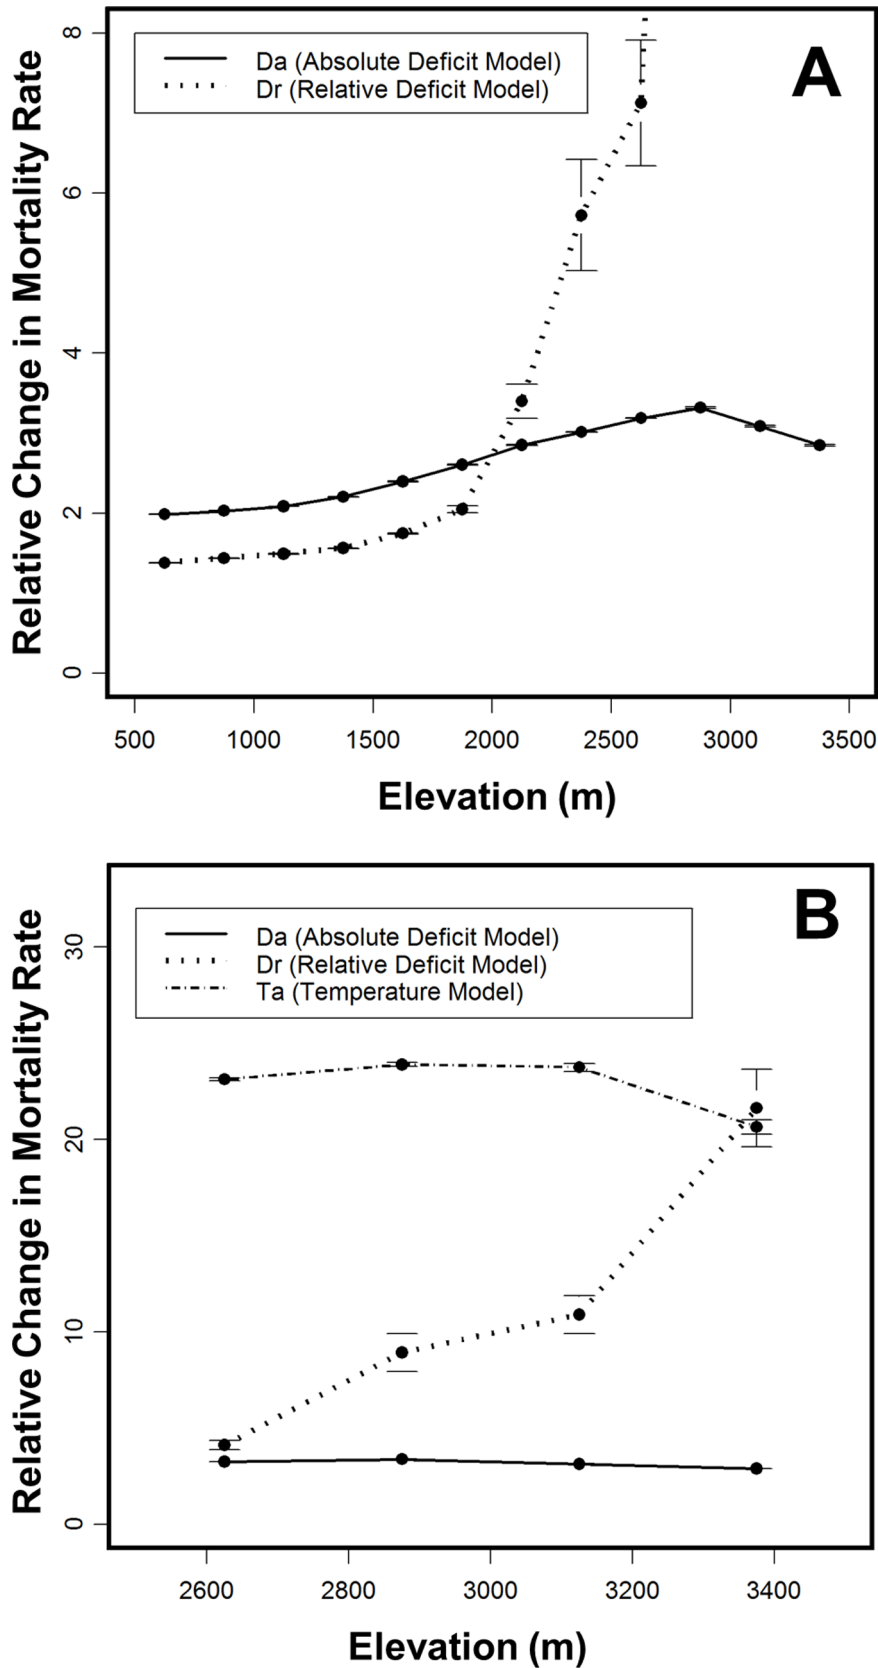 A
Da (Absolute Deficit Model)
Dr (Relative Deficit Model)
Relative Change in Mortality Rate
8
6
4
2
0
500 1000 1500 2000 2500 3000 3500
Elevation (m)
B
Da (Absolute Deficit Model)
Dr (Relative Deficit Model)
Ta (Temperature Model)
Relative Change in Mortality Rate
30
20
10
0
2600 2800 3000 3200 3400
Elevation (m)